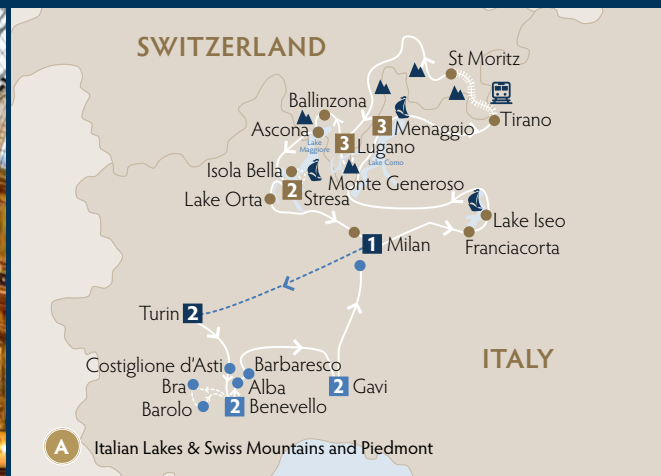 SWITZERLAND
St Moritz
Ballinzona
Tirano
Ascona
3 Menaggio
Lake
Maggiore
3 Lugano
Lake Como
Isola Bella
Monte Generoso
2 Stresa
Lake Orta
Lake Iseo
1 Milan
Franciacorta
Turin 2
ITALY
Costiglione d'Asti
Barbaresco
Bra
Alba
2 Gavi
Barolo
2 Benevello
A Italian Lakes & Swiss Mountains and Piedmont